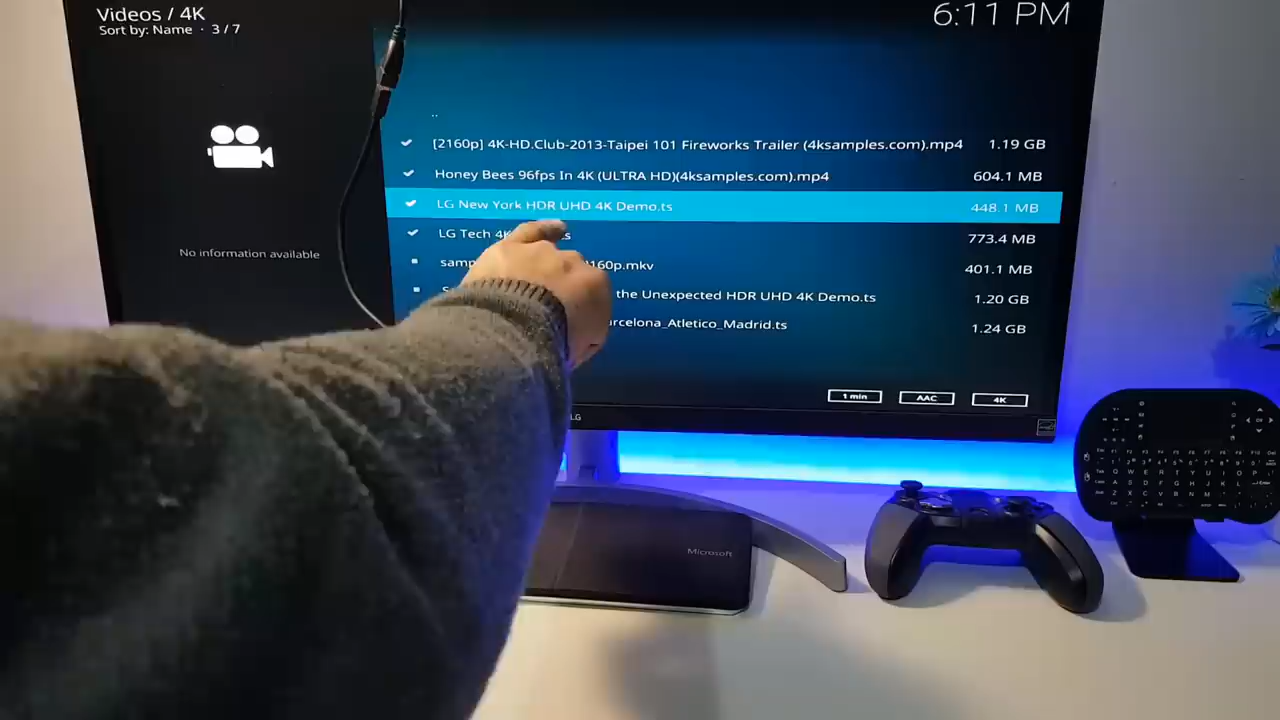 Videos / 4K
6:11 PM
Sort by: Name · 3 / 7
..
[2160p] 4K-HD.Club-2013-Taipei 101 Fireworks Trailer (4ksamples.com).mp4 1.19 GB
Honey Bees 96fps In 4K (ULTRA HD)(4ksamples.com).mp4 604.1 MB
LG New York HDR UHD 4K Demo.ts 448.1 MB
LG Tech 4K ts 773.4 MB
160p.mkv 401.1 MB
No information available
the Unexpected HDR UHD 4K Demo.ts 1.20 GB
arcelona_Atletico_Madrid.ts 1.24 GB
1 min AAC 4K
LG
Microsoft